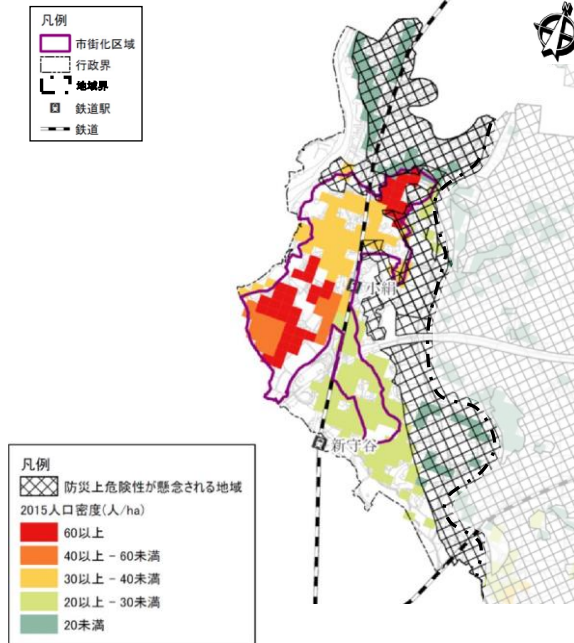 凡例
市街化区域
行政界
地域界
鉄道駅
鉄道
小絹
新守谷
凡例
防災上危険性が懸念される地域
2015人口密度(人/ha)
60以上
40以上 - 60未満
30以上 - 40未満
20以上 - 30未満
20未満